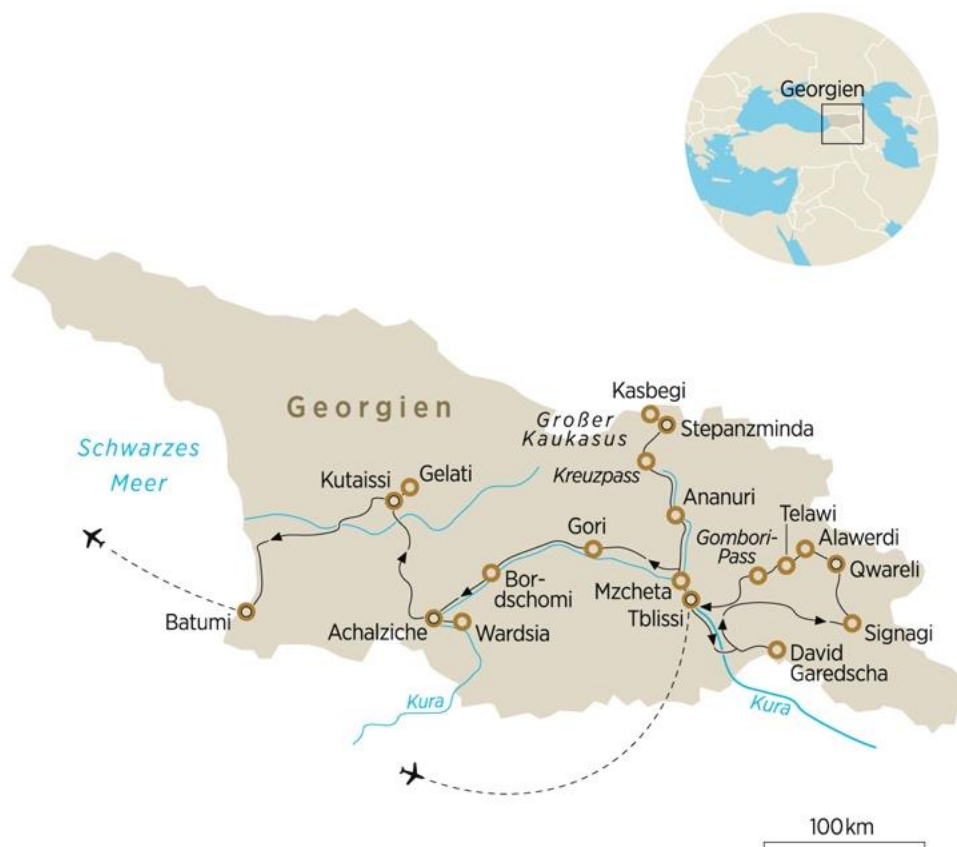 Georgien
Georgien
Schwarzes
Meer
Großer
Kaukasus
Kasbegi
Stepanzminda
Kreuzpass
Ananuri
Kutaissi
Gelati
Gori
Gombori-
Pass
Telawi
Alawerdi
Qwareli
Bor-
dschomi
Mzcheta
Tblissi
Batumi
Achalziche
Wardsia
Signagi
David
Garedscha
Kura
Kura
100 km